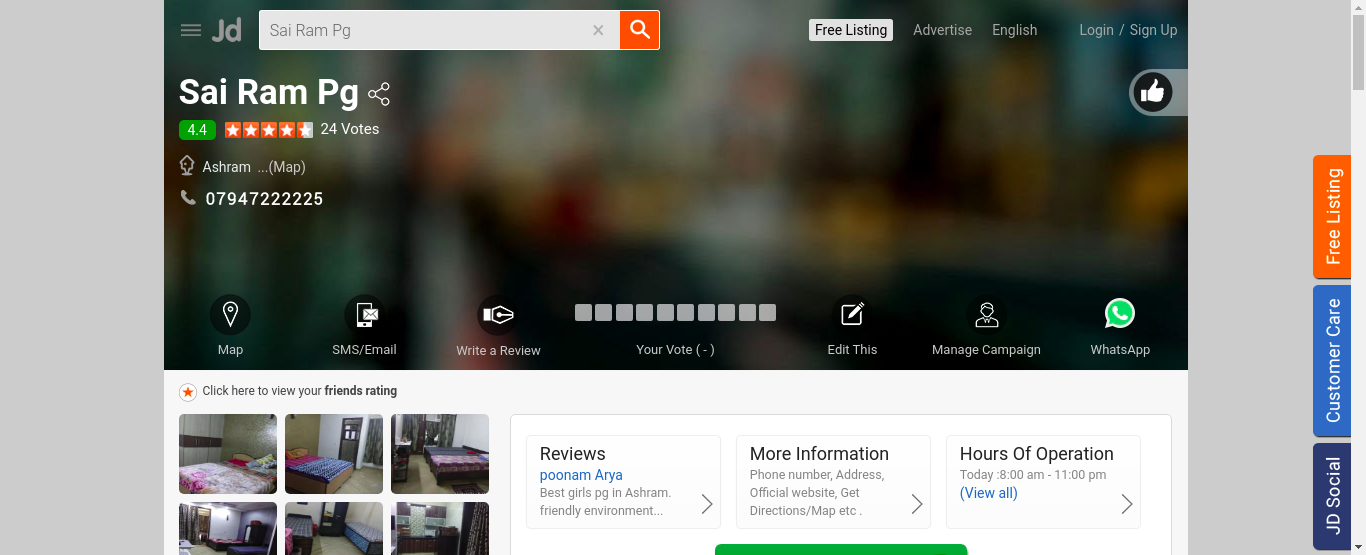 Jd
Sai Ram Pg
Free Listing
Advertise
English
Login / Sign Up
Sai Ram Pg
4.4
24 Votes
Ashram ...(Map)
07947222225
Map
SMS/Email
Write a Review
Your Vote ( - )
Edit This
Manage Campaign
WhatsApp
Click here to view your friends rating
Reviews
poonam Arya
Best girls pg in Ashram.
friendly environment...
More Information
Phone number, Address,
Official website, Get
Directions/Map etc .
Hours Of Operation
Today :8:00 am - 11:00 pm
(View all)
Free Listing
Customer Care
JD Social